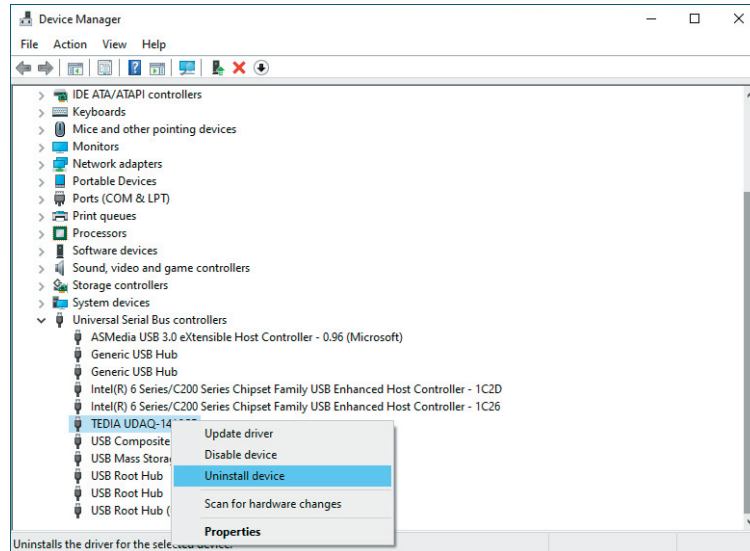 Device Manager
File Action View Help
IDE ATA/ATAPI controllers
Keyboards
Mice and other pointing devices
Monitors
Network adapters
Portable Devices
Ports (COM & LPT)
Print queues
Processors
Software devices
Sound, video and game controllers
Storage controllers
System devices
Universal Serial Bus controllers
ASMedia USB 3.0 eXtensible Host Controller - 0.96 (Microsoft)
Generic USB Hub
Generic USB Hub
Intel(R) 6 Series/C200 Series Chipset Family USB Enhanced Host Controller - 1C2D
Intel(R) 6 Series/C200 Series Chipset Family USB Enhanced Host Controller - 1C26
TEDIA
USB Composite
USB Mass
USB Root Hub
USB Root Hub
USB Root Hub (
Update driver
Disable device
Uninstall device
Scan for hardware changes
Properties
Uninstalls the driver for the selected device.